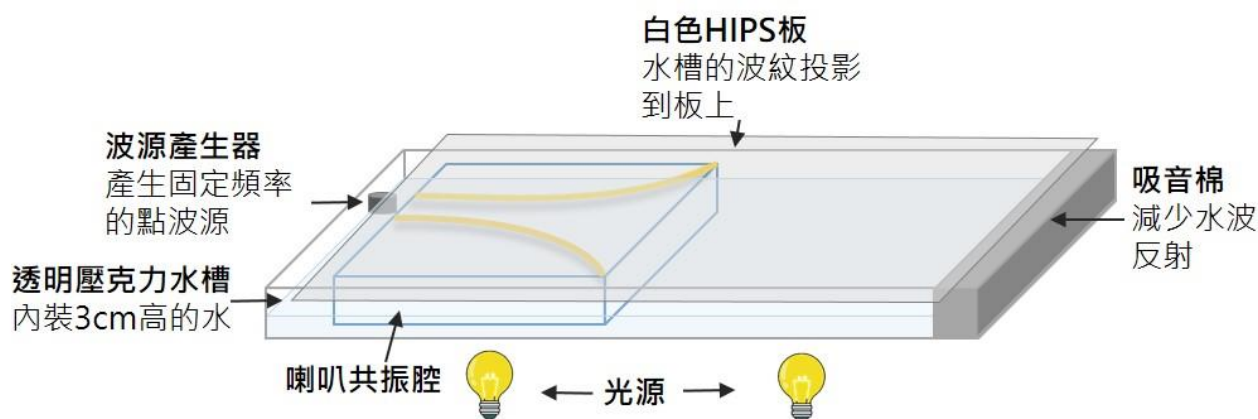 白色HIPS板
水槽的波紋投影
到板上
波源產生器
產生固定頻率
的點波源
吸音棉
減少水波
反射
透明壓克力水槽
內裝3cm高的水
喇叭共振腔
光源